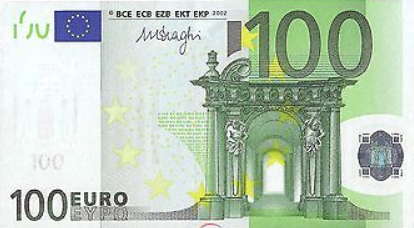 © BCE ECB EZB EKT EKP 2002
100
100
100 EURO
ΕΥΡΩ